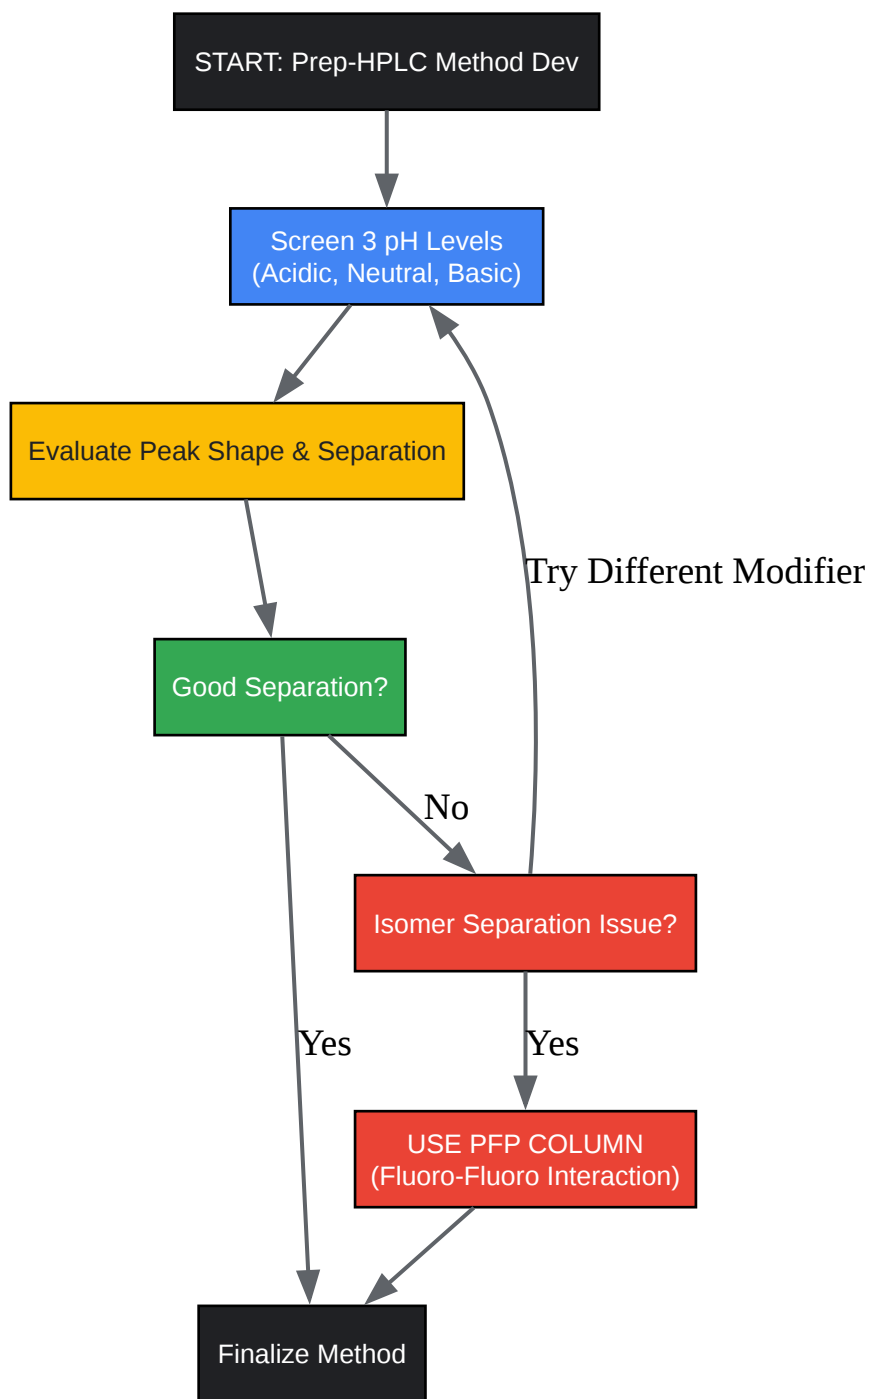 START: Prep-HPLC Method Dev
Screen 3 pH Levels
(Acidic, Neutral, Basic)
Evaluate Peak Shape & Separation
Try Different Modifier
Good Separation?
No
Isomer Separation Issue?
Yes
Yes
USE PFP COLUMN
(Fluoro-Fluoro Interaction)
Finalize Method